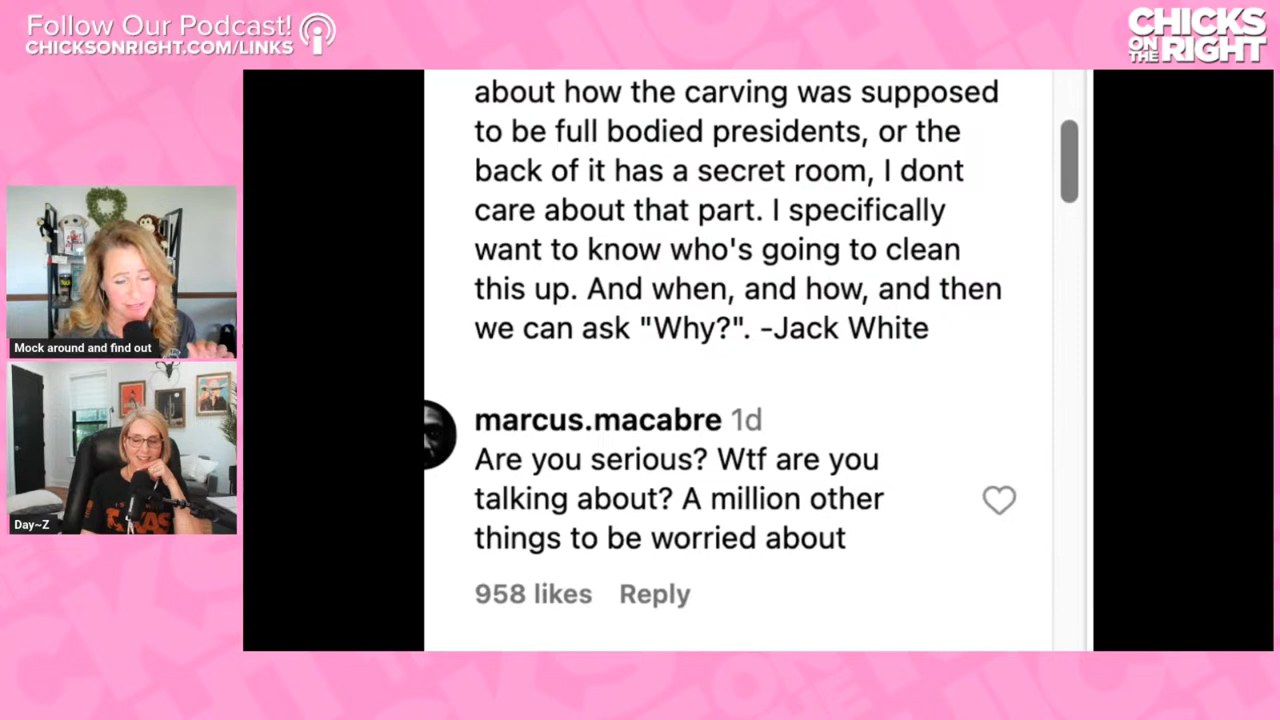 Follow Our Podcast!
CHICKSONRIGHT.COM/LINKS
CHICKS
ON THE RIGHT
about how the carving was supposed
to be full bodied presidents, or the
back of it has a secret room, I dont
care about that part. I specifically
want to know who's going to clean
this up. And when, and how, and then
we can ask "Why?". -Jack White
marcus.macabre 1d
Are you serious? Wtf are you
talking about? A million other
things to be worried about
958 likes Reply
Mock around and find out
Day~Z